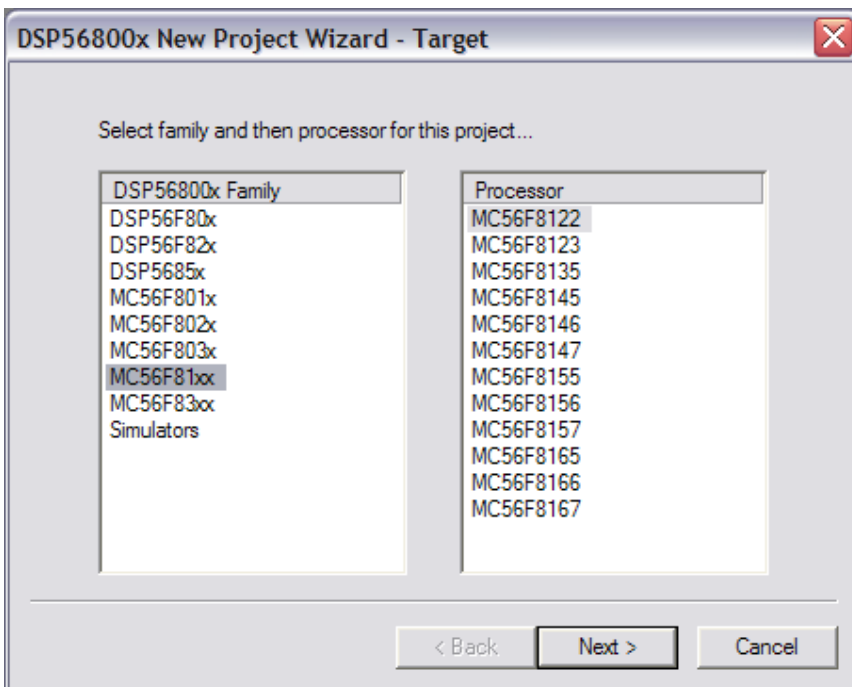 DSP56800x New Project Wizard - Target
Select family and then processor for this project...
DSP56800x Family
DSP56F80x
DSP56F82x
DSP5685x
MC56F801x
MC56F802x
MC56F803x
MC56F81xx
MC56F83xx
Simulators
Processor
MC56F8122
MC56F8123
MC56F8135
MC56F8145
MC56F8146
MC56F8147
MC56F8155
MC56F8156
MC56F8157
MC56F8165
MC56F8166
MC56F8167
< Back
Next >
Cancel